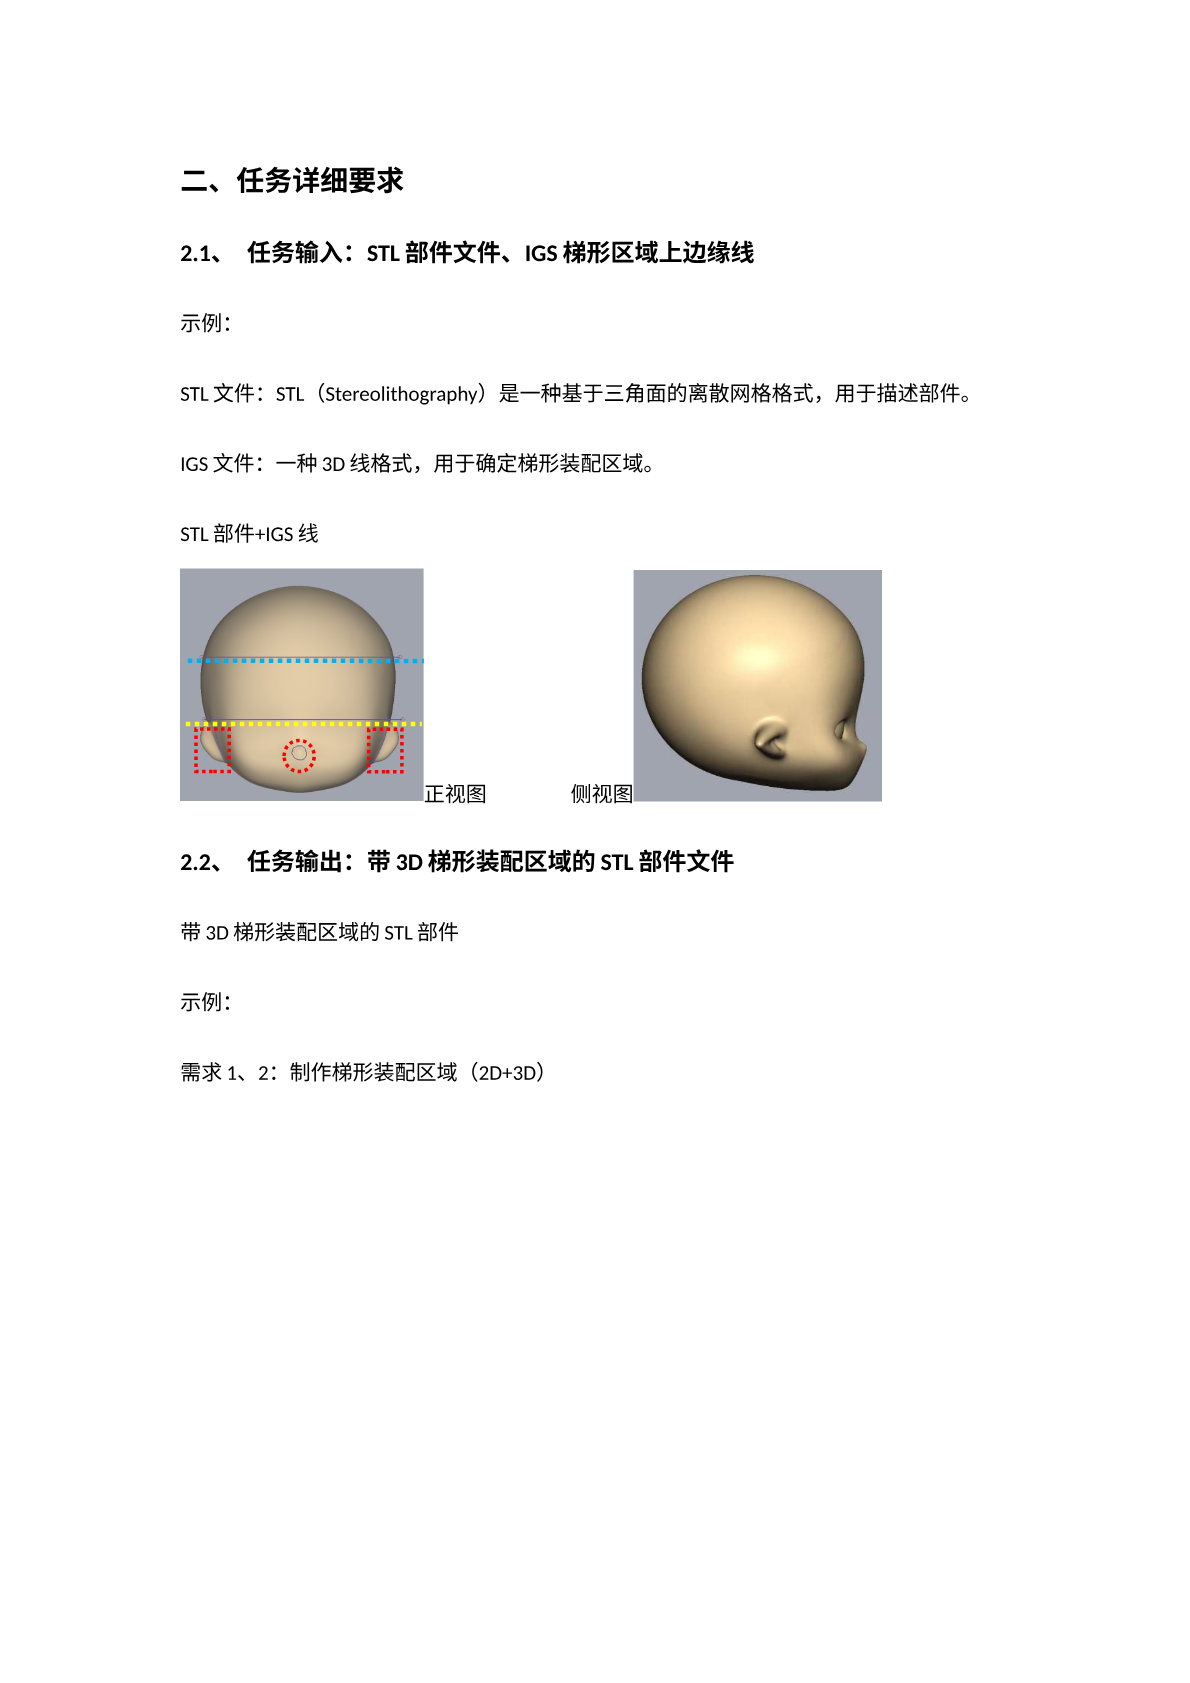 二、任务详细要求
2.1、 任务输入：STL 部件文件、IGS 梯形区域上边缘线
示例：
STL 文件：STL（Stereolithography）是一种基于三角面的离散网格格式，用于描述部件。
IGS 文件：一种 3D 线格式，用于确定梯形装配区域。
STL 部件+IGS 线
正视图 侧视图
2.2、 任务输出：带 3D 梯形装配区域的 STL 部件文件
带 3D 梯形装配区域的 STL 部件
示例：
需求 1、2：制作梯形装配区域（2D+3D）